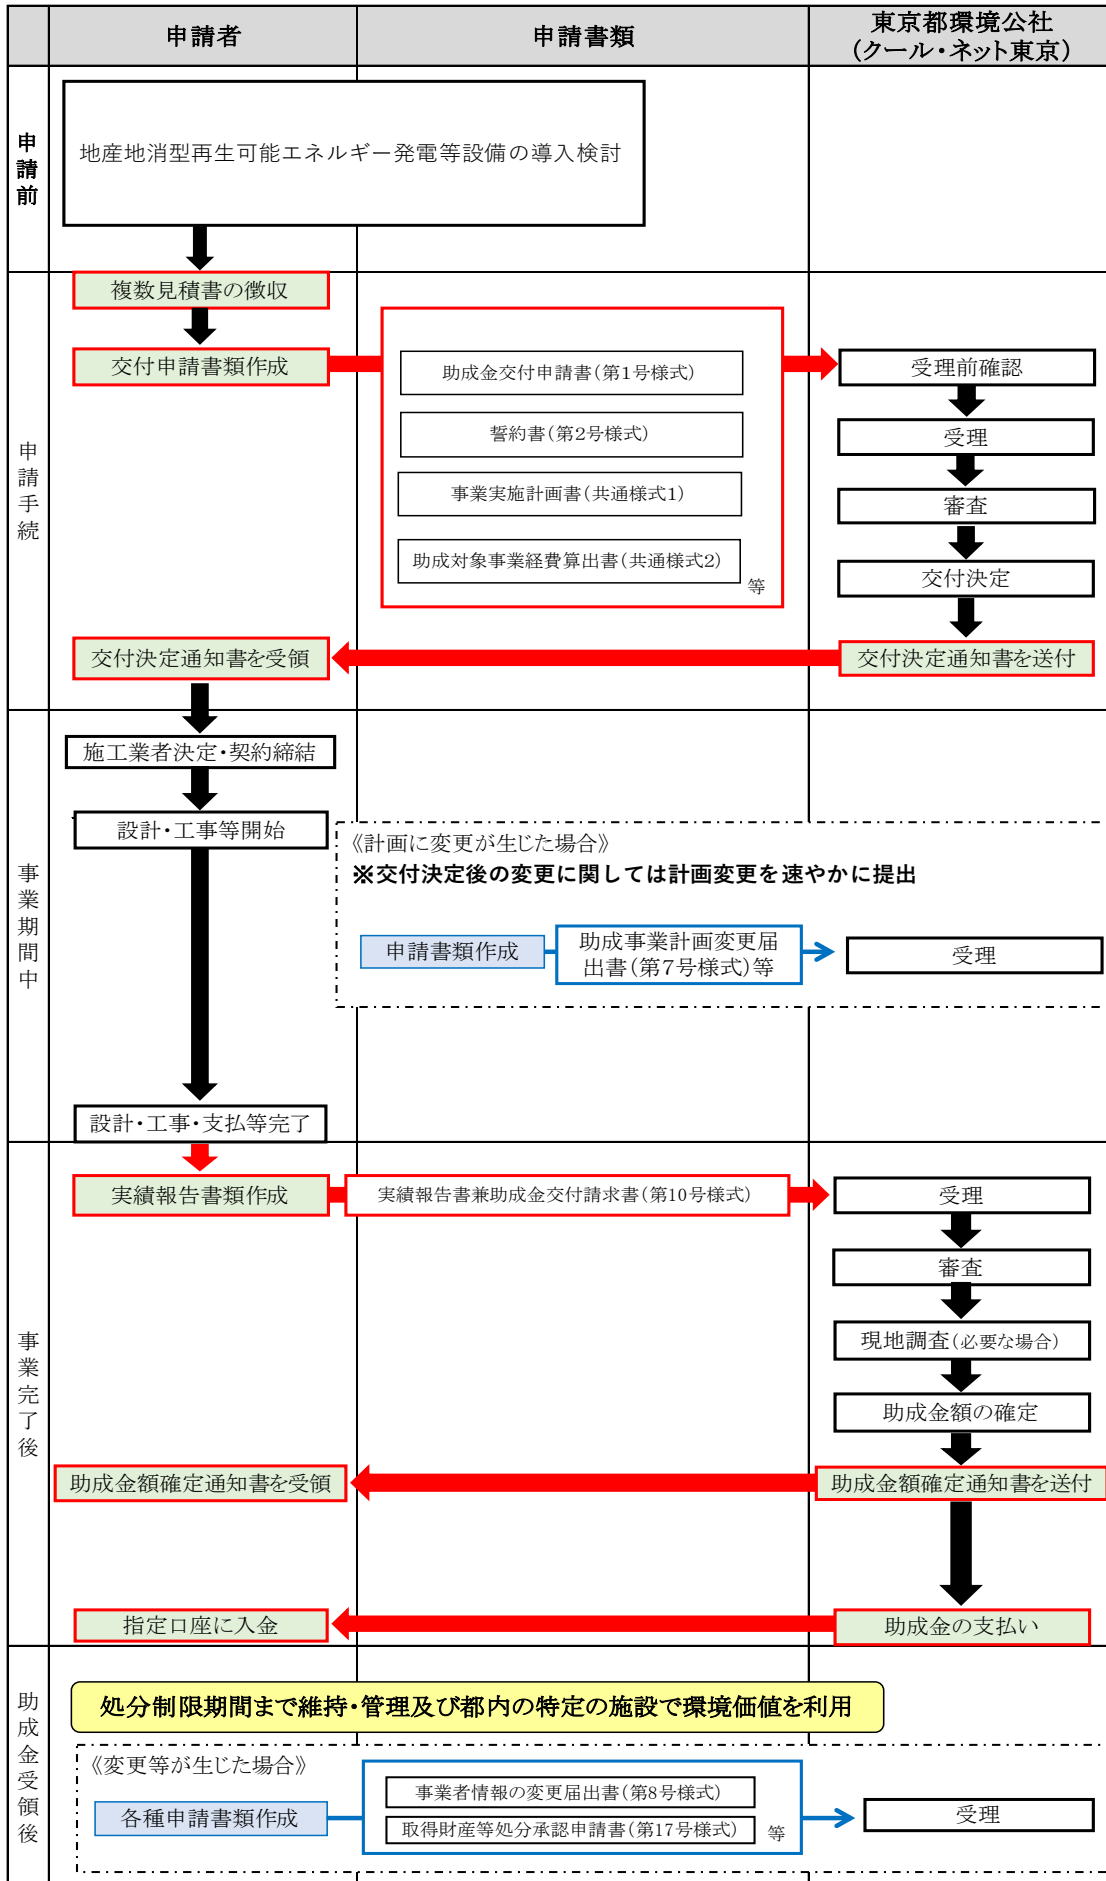 申請者
申請書類
東京都環境公社
(クール・ネット東京)
申請前
地産地消型再生可能エネルギー発電等設備の導入検討
申請手続
複数見積書の徴収
交付申請書類作成
助成金交付申請書(第1号様式)
誓約書(第2号様式)
事業実施計画書(共通様式1)
助成対象事業経費算出書(共通様式2)
等
受理前確認
受理
審査
交付決定
交付決定通知書を受領
交付決定通知書を送付
事業期間中
施工業者決定・契約締結
設計・工事等開始
《計画に変更が生じた場合》
※交付決定後の変更に関しては計画変更を速やかに提出
申請書類作成
助成事業計画変更届
出書(第7号様式)等
受理
設計・工事・支払等完了
事業完了後
実績報告書類作成
実績報告書兼助成金交付請求書(第10号様式)
受理
審査
現地調査(必要な場合)
助成金額の確定
助成金額確定通知書を受領
助成金額確定通知書を送付
指定口座に入金
助成金の支払い
助成金受領後
処分制限期間まで維持・管理及び都内の特定の施設で環境価値を利用
《変更等が生じた場合》
各種申請書類作成
事業者情報の変更届出書(第8号様式)
取得財産等処分承認申請書(第17号様式)
等
受理